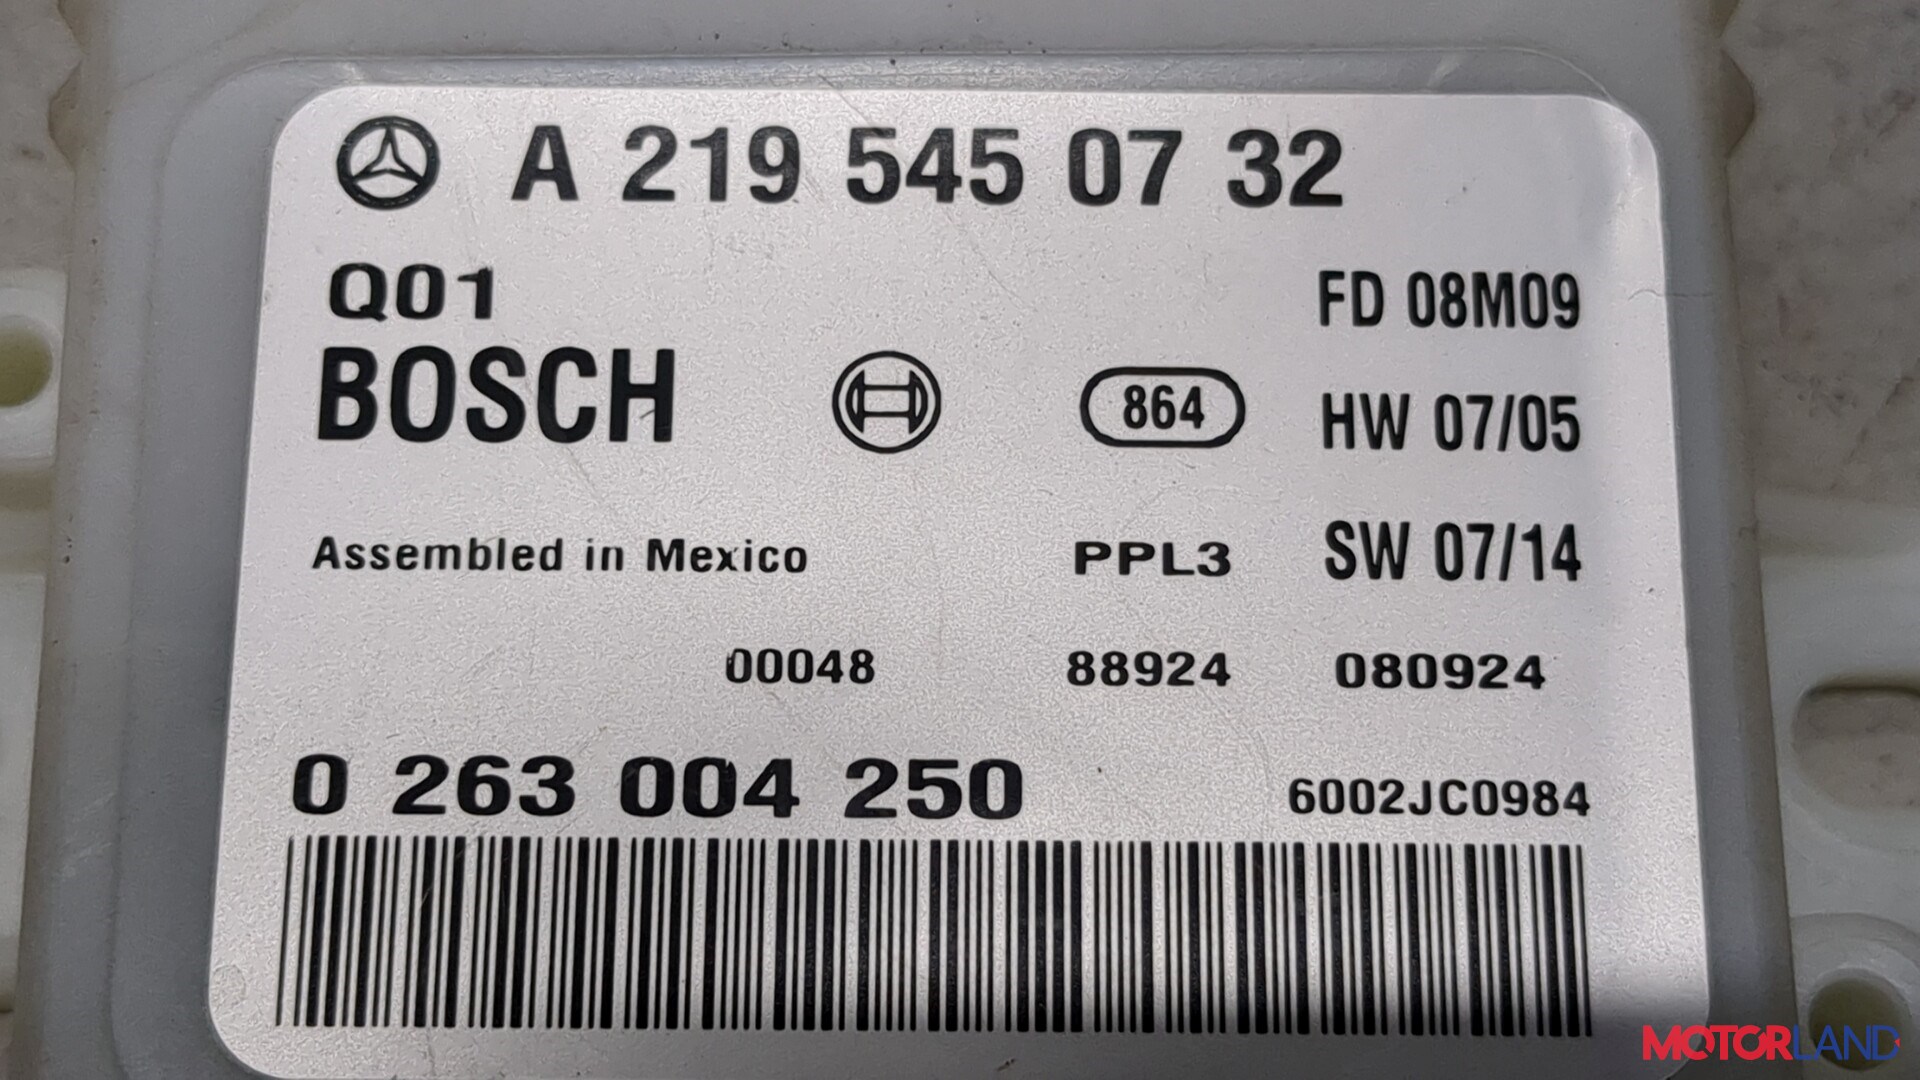 A 219 545 07 32
Q01
FD 08M09
BOSCH
864
HW 07/05
Assembled in Mexico
PPL3
SW 07/14
00048
88924
080924
0 263 004 250
6002JC0984
MOTORLAND